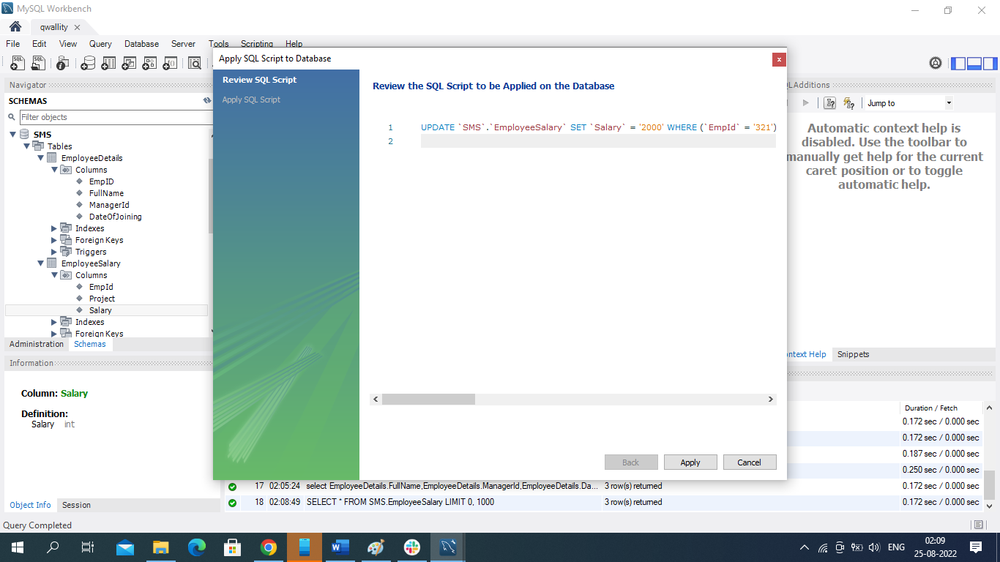 MySQL Workbench
qwallity
File Edit View Query Database Server Tools Scripting Help
Apply SQL Script to Database
Review SQL Script
Apply SQL Script
Review the SQL Script to be Applied on the Database
1 UPDATE `SMS`.`EmployeeSalary` SET `Salary` = '2000' WHERE (`EmpId` = '321')
2
Back Apply Cancel
Navigator
SCHEMAS
Filter objects
SMS
Tables
EmployeeDetails
Columns
EmpID
FullName
ManagerId
DateOfJoining
Indexes
Foreign Keys
Triggers
EmployeeSalary
Columns
EmpId
Project
Salary
Indexes
Foreign Keys
Administration Schemas
Information
Column: Salary
Definition:
Salary int
Object Info Session
QLAdditions
Jump to
Automatic context help is
disabled. Use the toolbar to
manually get help for the current
caret position or to toggle
automatic help.
ntext Help Snippets
Duration / Fetch
0.172 sec / 0.000 sec
0.172 sec / 0.000 sec
0.187 sec / 0.000 sec
0.250 sec / 0.000 sec
17 02:05:24 select EmployeeDetails.FullName,EmployeeDetails.ManagerId,EmployeeDetails.Da... 3 row(s) returned 0.172 sec / 0.000 sec
18 02:08:49 SELECT * FROM SMS.EmployeeSalary LIMIT 0, 1000 3 row(s) returned 0.172 sec / 0.000 sec
Query Completed
ENG
02:09
25-08-2022